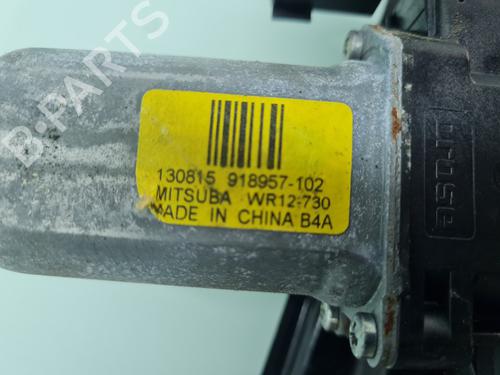 B-PARTS
130815 918957-102
MITSUBA WR12-730
MADE IN CHINA B4A
brose